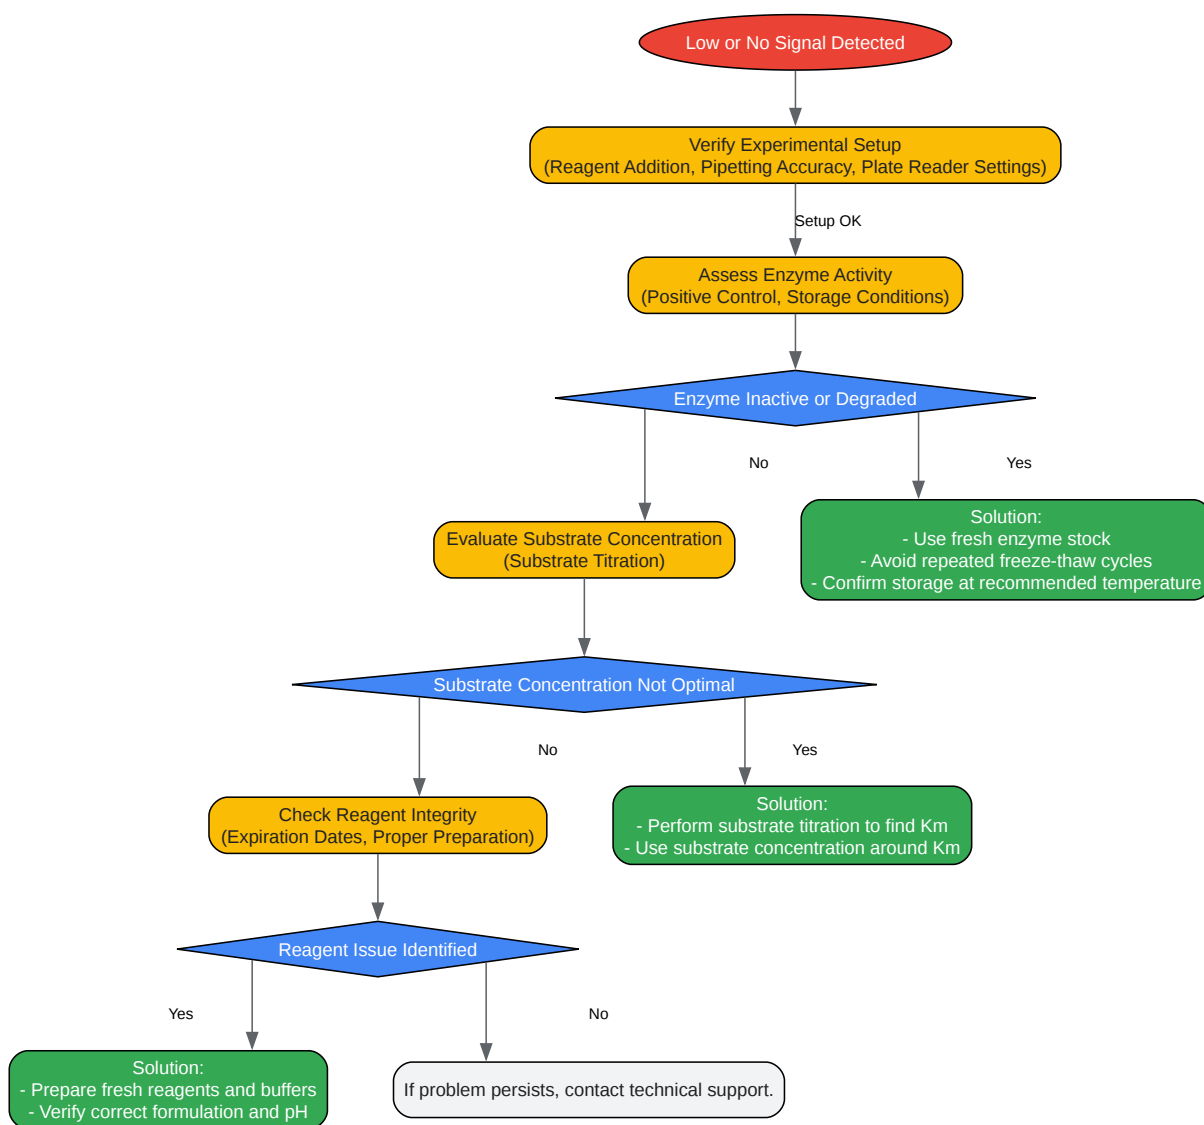 Low or No Signal Detected
Verify Experimental Setup
(Reagent Addition, Pipetting Accuracy, Plate Reader Settings)
Setup OK
Assess Enzyme Activity
(Positive Control, Storage Conditions)
Enzyme Inactive or Degraded
No
Yes
Evaluate Substrate Concentration
(Substrate Titration)
Solution:
- Use fresh enzyme stock
- Avoid repeated freeze-thaw cycles
- Confirm storage at recommended temperature
Substrate Concentration Not Optimal
No
Yes
Check Reagent Integrity
(Expiration Dates, Proper Preparation)
Solution:
- Perform substrate titration to find Km
- Use substrate concentration around Km
Reagent Issue Identified
Yes
No
Solution:
- Prepare fresh reagents and buffers
- Verify correct formulation and pH
If problem persists, contact technical support.